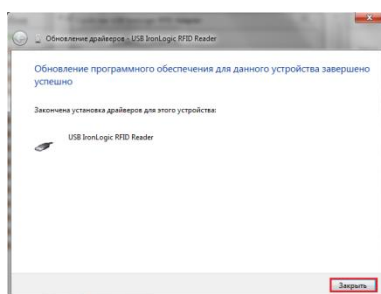 Обновление драйверов - USB IronLogic RFID Reader
Обновление программного обеспечения для данного устройства завершено
успешно
Закончена установка драйверов для этого устройства:
USB IronLogic RFID Reader
Закрыть